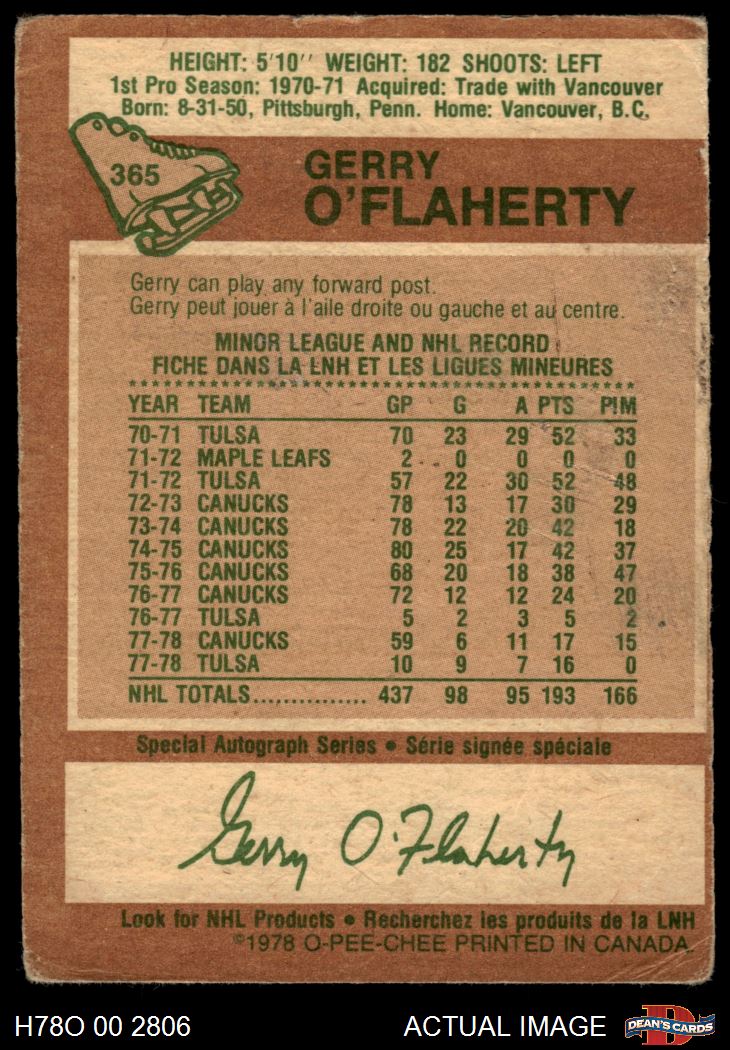 HEIGHT: 5'10'' WEIGHT: 182 SHOOTS: LEFT
1st Pro Season: 1970-71 Acquired: Trade with Vancouver
Born: 8-31-50, Pittsburgh, Penn. Home: Vancouver, B.C.
365
GERRY
O'FLAHERTY
Gerry can play any forward post.
Gerry peut jouer à l'aile droite ou gauche et au centre.
MINOR LEAGUE AND NHL RECORD
FICHE DANS LA LNH ET LES LIGUES MINEURES
YEAR TEAM GP G A PTS PIM
70-71 TULSA 70 23 29 52 33
71-72 MAPLE LEAFS 2 0 0 0 0
71-72 TULSA 57 22 30 52 48
72-73 CANUCKS 78 13 17 30 29
73-74 CANUCKS 78 22 20 42 18
74-75 CANUCKS 80 25 17 42 37
75-76 CANUCKS 68 20 18 38 47
76-77 CANUCKS 72 12 12 24 20
76-77 TULSA 5 2 3 5 2
77-78 CANUCKS 59 6 11 17 15
77-78 TULSA 10 9 7 16 0
NHL TOTALS............... 437 98 95 193 166
Special Autograph Series • Série signée spéciale
Gerry O'Flaherty
Look for NHL Products • Recherchez les produits de la LNH
©1978 O-PEE-CHEE PRINTED IN CANADA.
H78O 00 2806 ACTUAL IMAGE D DEAN'S CARDS